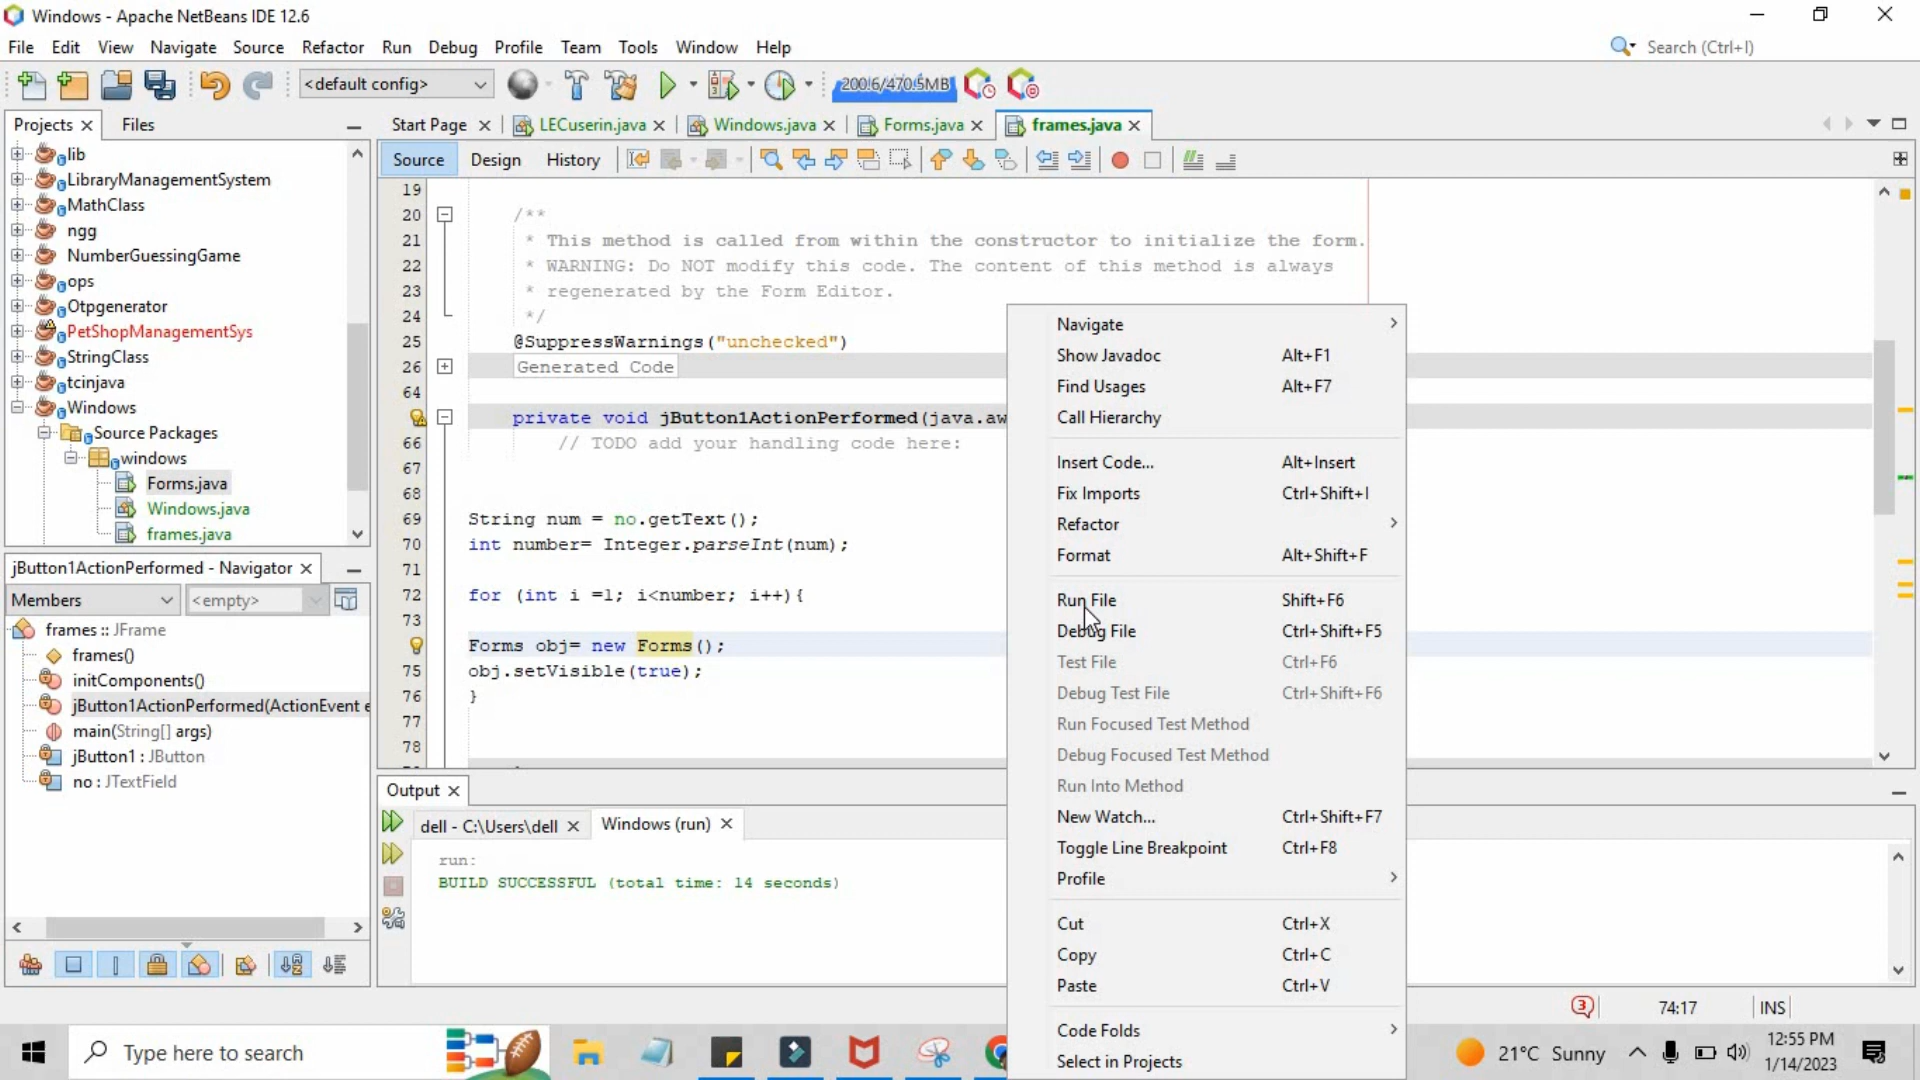 Windows - Apache NetBeans IDE 12.6
File Edit View Navigate Source Refactor Run Debug Profile Team Tools Window Help
Search (Ctrl+I)
<default config>
200.6/470.5MB
Projects Files
Start Page LECuserin.java Windows.java Forms.java frames.java
Source Design History
lib
LibraryManagementSystem
MathClass
ngg
NumberGuessingGame
ops
Otpgenerator
PetShopManagementSys
StringClass
tcinjava
Windows
Source Packages
windows
Forms.java
Windows.java
frames.java
jButton1ActionPerformed - Navigator
Members <empty>
frames :: JFrame
frames()
initComponents()
jButton1ActionPerformed(ActionEvent e
main(String[] args)
jButton1 : JButton
no : JTextField
19
20 /**
21 * This method is called from within the constructor to initialize the form.
22 * WARNING: Do NOT modify this code. The content of this method is always
23 * regenerated by the Form Editor.
24 */
25 @SuppressWarnings("unchecked")
26 Generated Code
64
private void jButton1ActionPerformed(java.aw
66 // TODO add your handling code here:
67
68
69 String num = no.getText();
70 int number= Integer.parseInt(num);
71
72 for (int i =1; i<number; i++){
73
Forms obj= new Forms();
75 obj.setVisible(true);
76 }
77
78
Navigate
Show Javadoc Alt+F1
Find Usages Alt+F7
Call Hierarchy
Insert Code... Alt+Insert
Fix Imports Ctrl+Shift+I
Refactor
Format Alt+Shift+F
Run File Shift+F6
Debug File Ctrl+Shift+F5
Test File Ctrl+F6
Debug Test File Ctrl+Shift+F6
Run Focused Test Method
Debug Focused Test Method
Run Into Method
New Watch... Ctrl+Shift+F7
Toggle Line Breakpoint Ctrl+F8
Profile
Cut Ctrl+X
Copy Ctrl+C
Paste Ctrl+V
Code Folds
Select in Projects
Output
dell - C:\Users\dell Windows (run)
run:
BUILD SUCCESSFUL (total time: 14 seconds)
3 74:17 INS
Type here to search
21°C Sunny
12:55 PM
1/14/2023